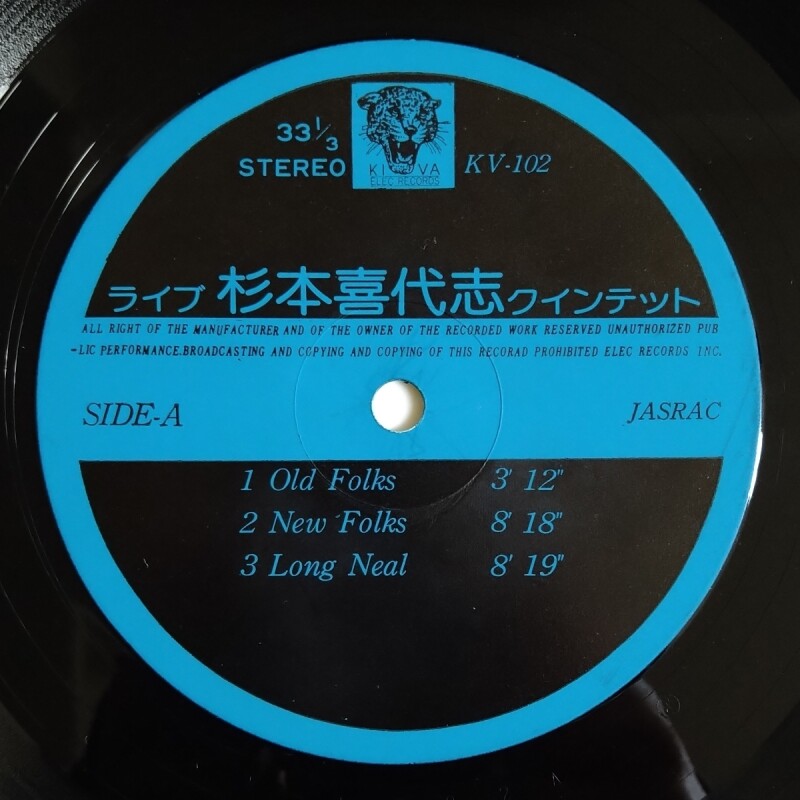 33 1/3
STEREO
KIVA
ELEC RECORDS
KV-102
ライブ 杉本喜代志クインテット
ALL RIGHT OF THE MANUFACTURER AND OF THE OWNER OF THE RECORDED WORK RESERVED UNAUTHORIZED PUB
-LIC PERFORMANCE.BROADCASTING AND COPYING AND COPYING OF THIS RECORAD PROHIBITED ELEC RECORDS INC.
SIDE-A
JASRAC
1 Old Folks 3' 12"
2 New Folks 8' 18"
3 Long Neal 8' 19"